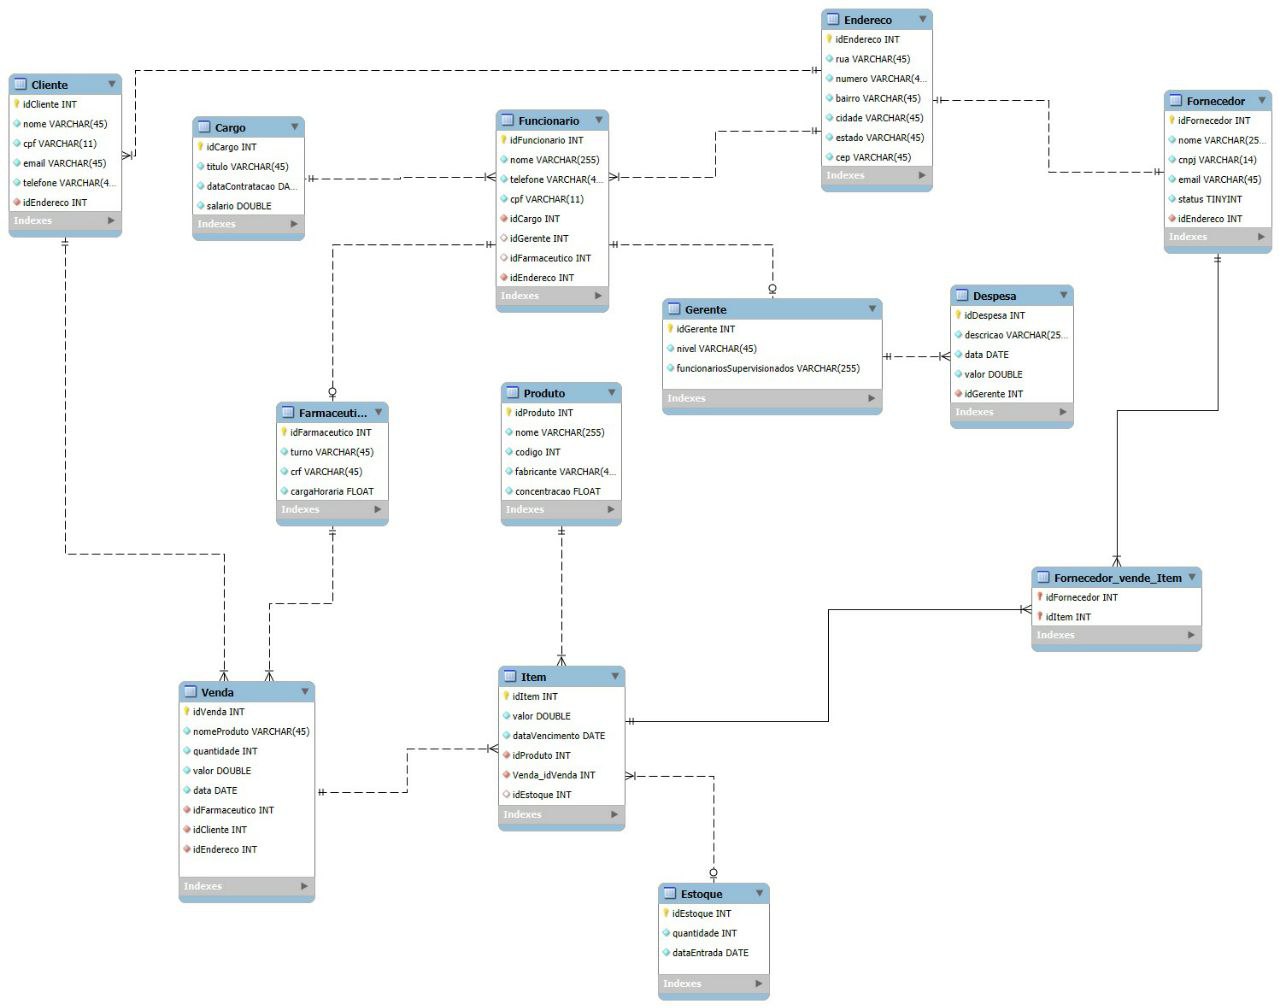 Endereco
idEndereco INT
rua VARCHAR(45)
numero VARCHAR(4...
bairro VARCHAR(45)
cidade VARCHAR(45)
estado VARCHAR(45)
cep VARCHAR(45)
Indexes
Cliente
idCliente INT
nome VARCHAR(45)
cpf VARCHAR(11)
email VARCHAR(45)
telefone VARCHAR(4...
idEndereco INT
Indexes
Cargo
idCargo INT
titulo VARCHAR(45)
dataContratacao DA...
salario DOUBLE
Indexes
Funcionario
idFuncionario INT
nome VARCHAR(255)
telefone VARCHAR(4...
cpf VARCHAR(11)
idCargo INT
idGerente INT
idFarmaceutico INT
idEndereco INT
Indexes
Fornecedor
idFornecedor INT
nome VARCHAR(25...
cnpj VARCHAR(14)
email VARCHAR(45)
status TINYINT
idEndereco INT
Indexes
Gerente
idGerente INT
nivel VARCHAR(45)
funcionariosSupervisionados VARCHAR(255)
Indexes
Despesa
idDespesa INT
descricao VARCHAR(25...
data DATE
valor DOUBLE
idGerente INT
Indexes
Farmaceuti...
idFarmaceutico INT
turno VARCHAR(45)
crf VARCHAR(45)
cargaHoraria FLOAT
Indexes
Produto
idProduto INT
nome VARCHAR(255)
codigo INT
fabricante VARCHAR(4...
concentracao FLOAT
Indexes
Fornecedor_vende_Item
idFornecedor INT
idItem INT
Indexes
Venda
idVenda INT
nomeProduto VARCHAR(45)
quantidade INT
valor DOUBLE
data DATE
idFarmaceutico INT
idCliente INT
idEndereco INT
Indexes
Item
idItem INT
valor DOUBLE
dataVencimento DATE
idProduto INT
Venda_idVenda INT
idEstoque INT
Indexes
Estoque
idEstoque INT
quantidade INT
dataEntrada DATE
Indexes